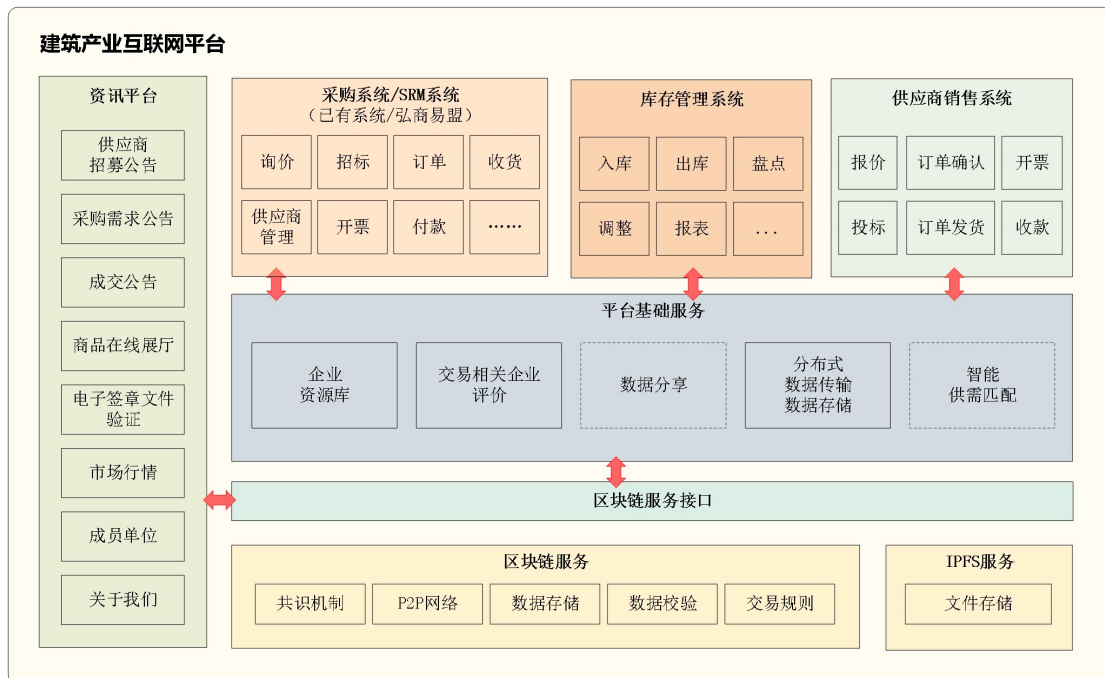 建筑产业互联网平台
资讯平台
供应商
招募公告
采购需求公告
成交公告
商品在线展厅
电子签章文件
验证
市场行情
成员单位
关于我们
采购系统/SRM系统
（已有系统/弘商易盟）
询价
招标
订单
收货
供应商
管理
开票
付款
……
库存管理系统
入库
出库
盘点
调整
报表
...
供应商销售系统
报价
订单确认
开票
投标
订单发货
收款
平台基础服务
企业
资源库
交易相关企业
评价
数据分享
分布式
数据传输
数据存储
智能
供需匹配
区块链服务接口
区块链服务
共识机制
P2P网络
数据存储
数据校验
交易规则
IPFS服务
文件存储